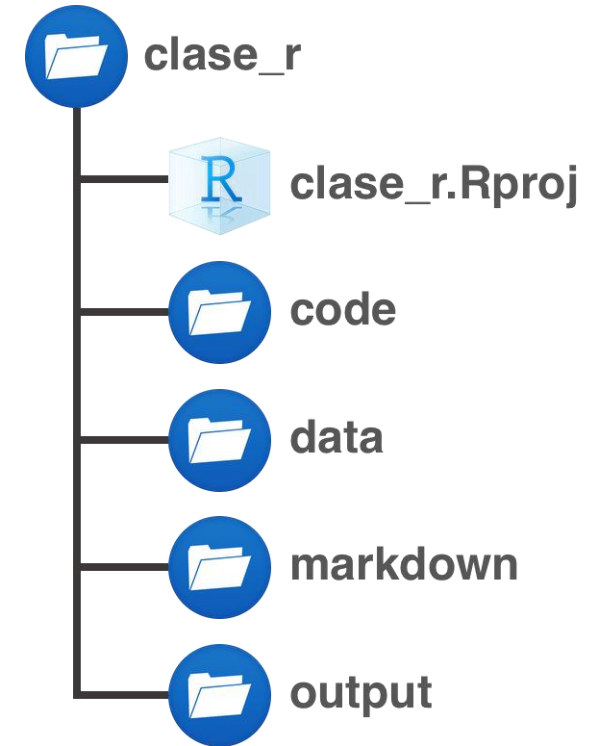 clase_r
R
clase_r.Rproj
code
data
markdown
output